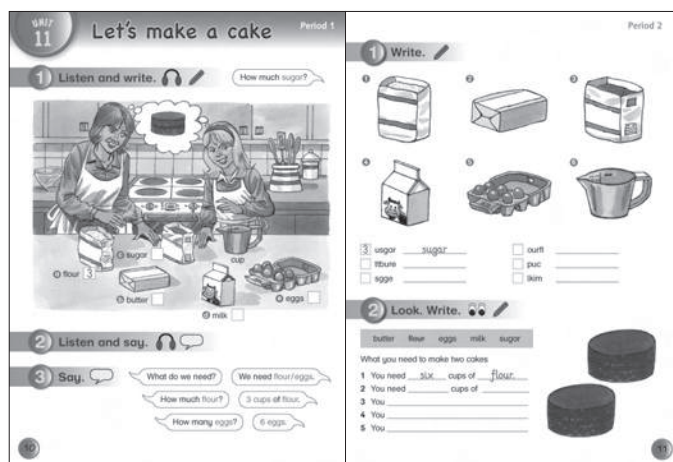 UNIT
11
Let's make a cake
Period 1
1 Listen and write.
How much sugar?
c sugar
cup
a flour 3
b butter
d milk
e eggs
2 Listen and say.
3 Say.
What do we need?
We need flour/eggs.
How much flour?
3 cups of flour.
How many eggs?
6 eggs.
10
Period 2
1 Write.
1
2
3
4
5
6
3 usgar sugar
ttbure
sgge
ourfl
puc
lkim
2 Look. Write.
butter flour eggs milk sugar
What you need to make two cakes
1 You need six cups of flour.
2 You need cups of
3 You
4 You
5 You
11